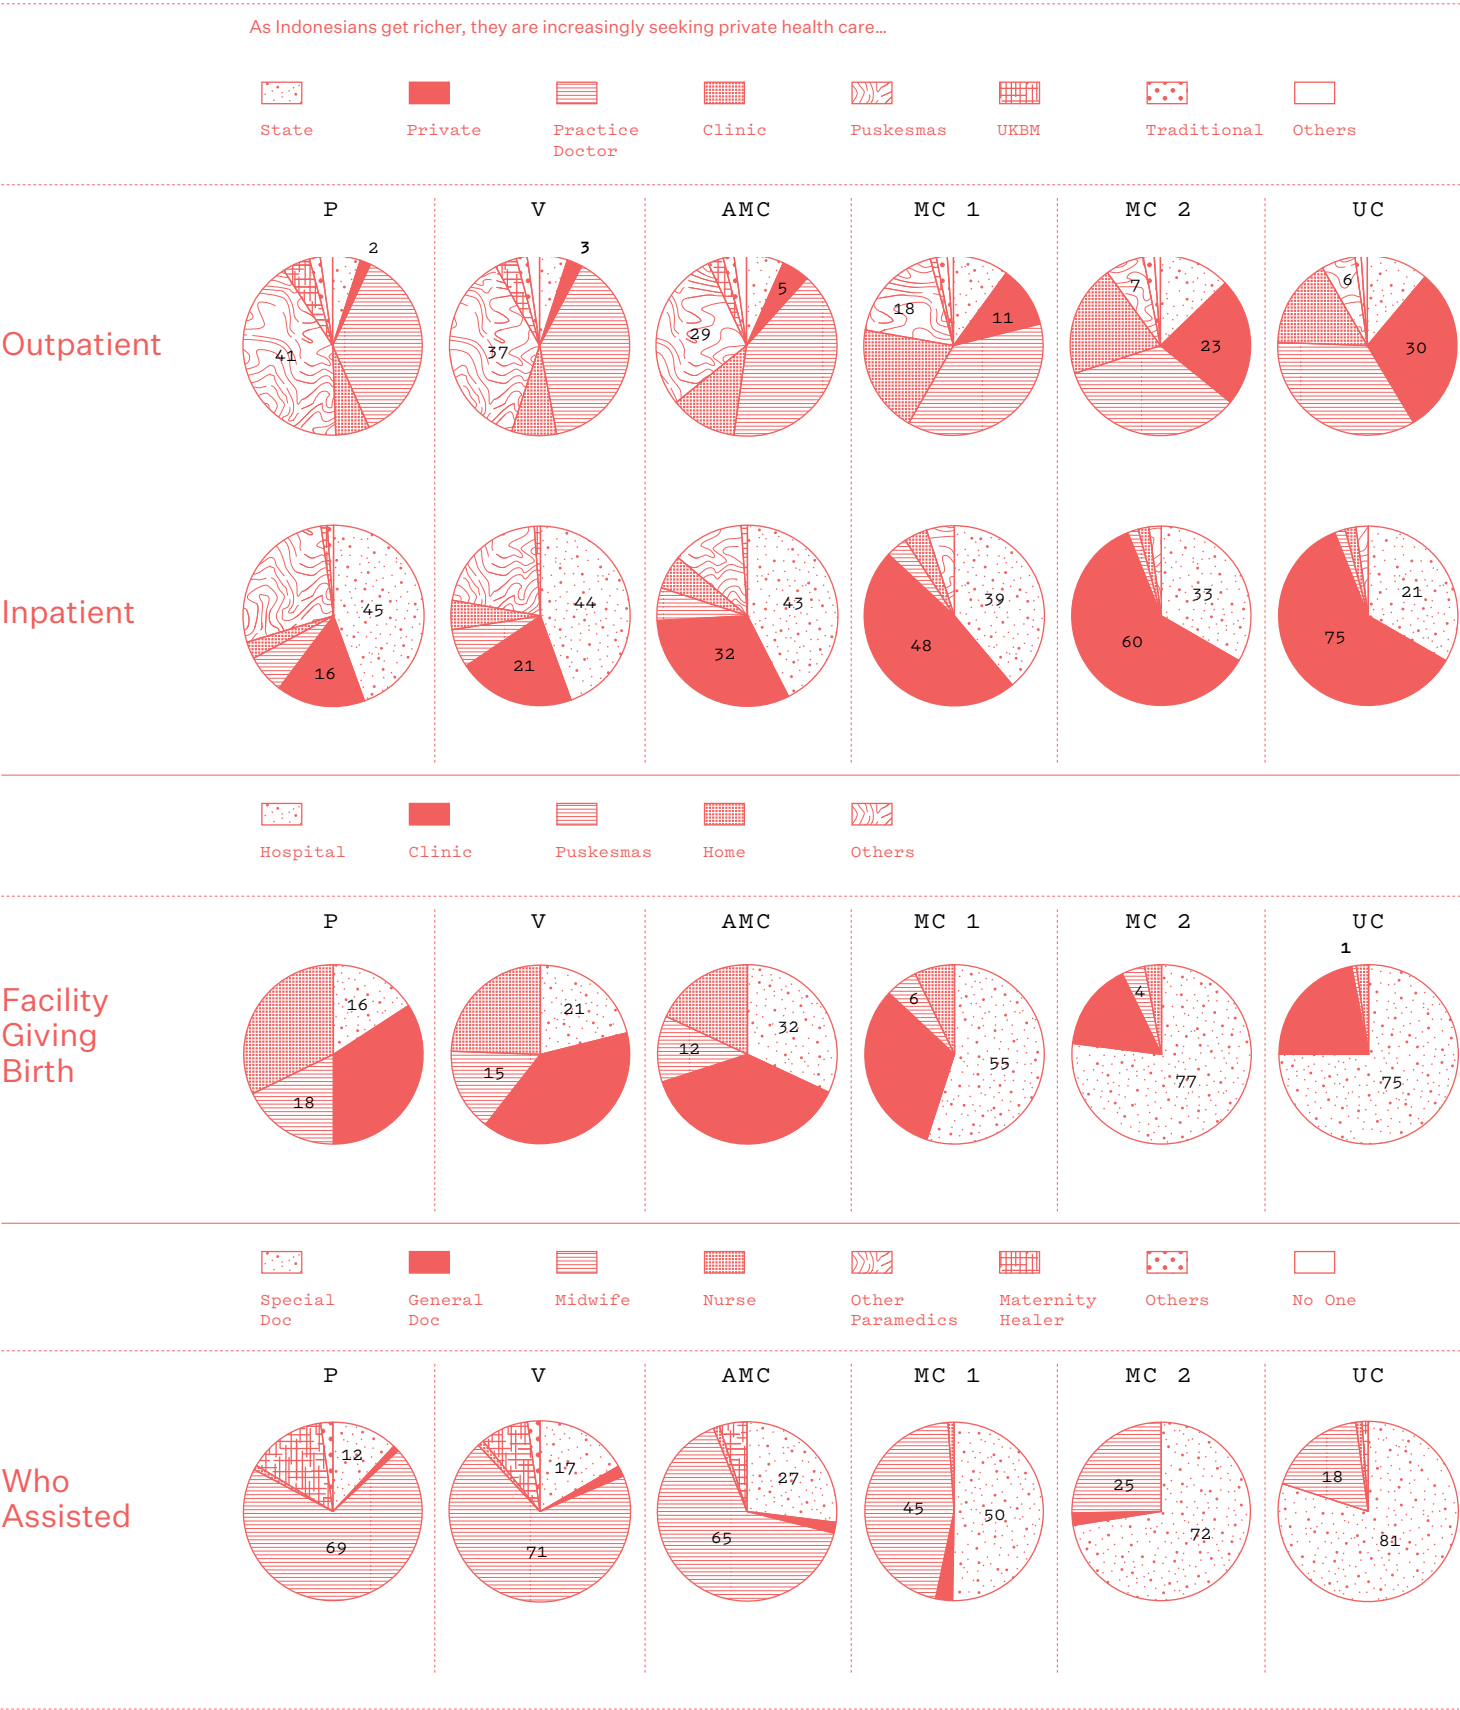 As Indonesians get richer, they are increasingly seeking private health care...
State Private Practice Clinic Puskesmas UKBM Traditional Others
Doctor
P V AMC MC 1 MC 2 UC
2 3
5 6
7
18 11
29
Outpatient 41 37 23 30
45 44 43 39 33 21
Inpatient
16 21 32 48 60 75
Hospital Clinic Puskesmas Home Others
P V AMC MC 1 MC 2 UC
1
Facility
Giving
Birth
16 21 32 6 4
18 15 12 55 77 75
Special General Midwife Nurse Other Maternity Others No One
Doc Doc Paramedics Healer
P V AMC MC 1 MC 2 UC
12 17 27 25 18
Who
Assisted
69 71 65 45 50 72 81